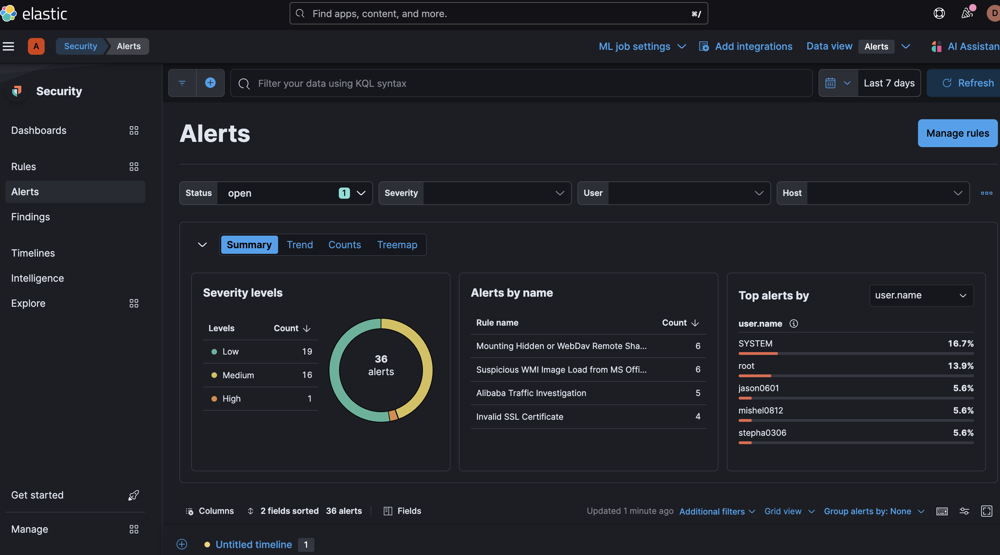 elastic
Find apps, content, and more.
⌘/
D
A
Security
Alerts
ML job settings
Add integrations
Data view
Alerts
AI Assistan
Security
Filter your data using KQL syntax
Last 7 days
Refresh
Dashboards
Rules
Alerts
Findings
Timelines
Intelligence
Explore
Get started
Manage
Alerts
Manage rules
Status
open
1
Severity
User
Host
Summary
Trend
Counts
Treemap
Severity levels
Levels Count
Low 19
Medium 16
High 1
36
alerts
Alerts by name
Rule name Count
Mounting Hidden or WebDav Remote Sha... 6
Suspicious WMI Image Load from MS Offi... 6
Alibaba Traffic Investigation 5
Invalid SSL Certificate 4
Top alerts by
user.name
user.name
SYSTEM 16.7%
root 13.9%
jason0601 5.6%
mishel0812 5.6%
stepha0306 5.6%
Columns
2 fields sorted
36 alerts
Fields
Updated 1 minute ago
Additional filters
Grid view
Group alerts by: None
Untitled timeline
1